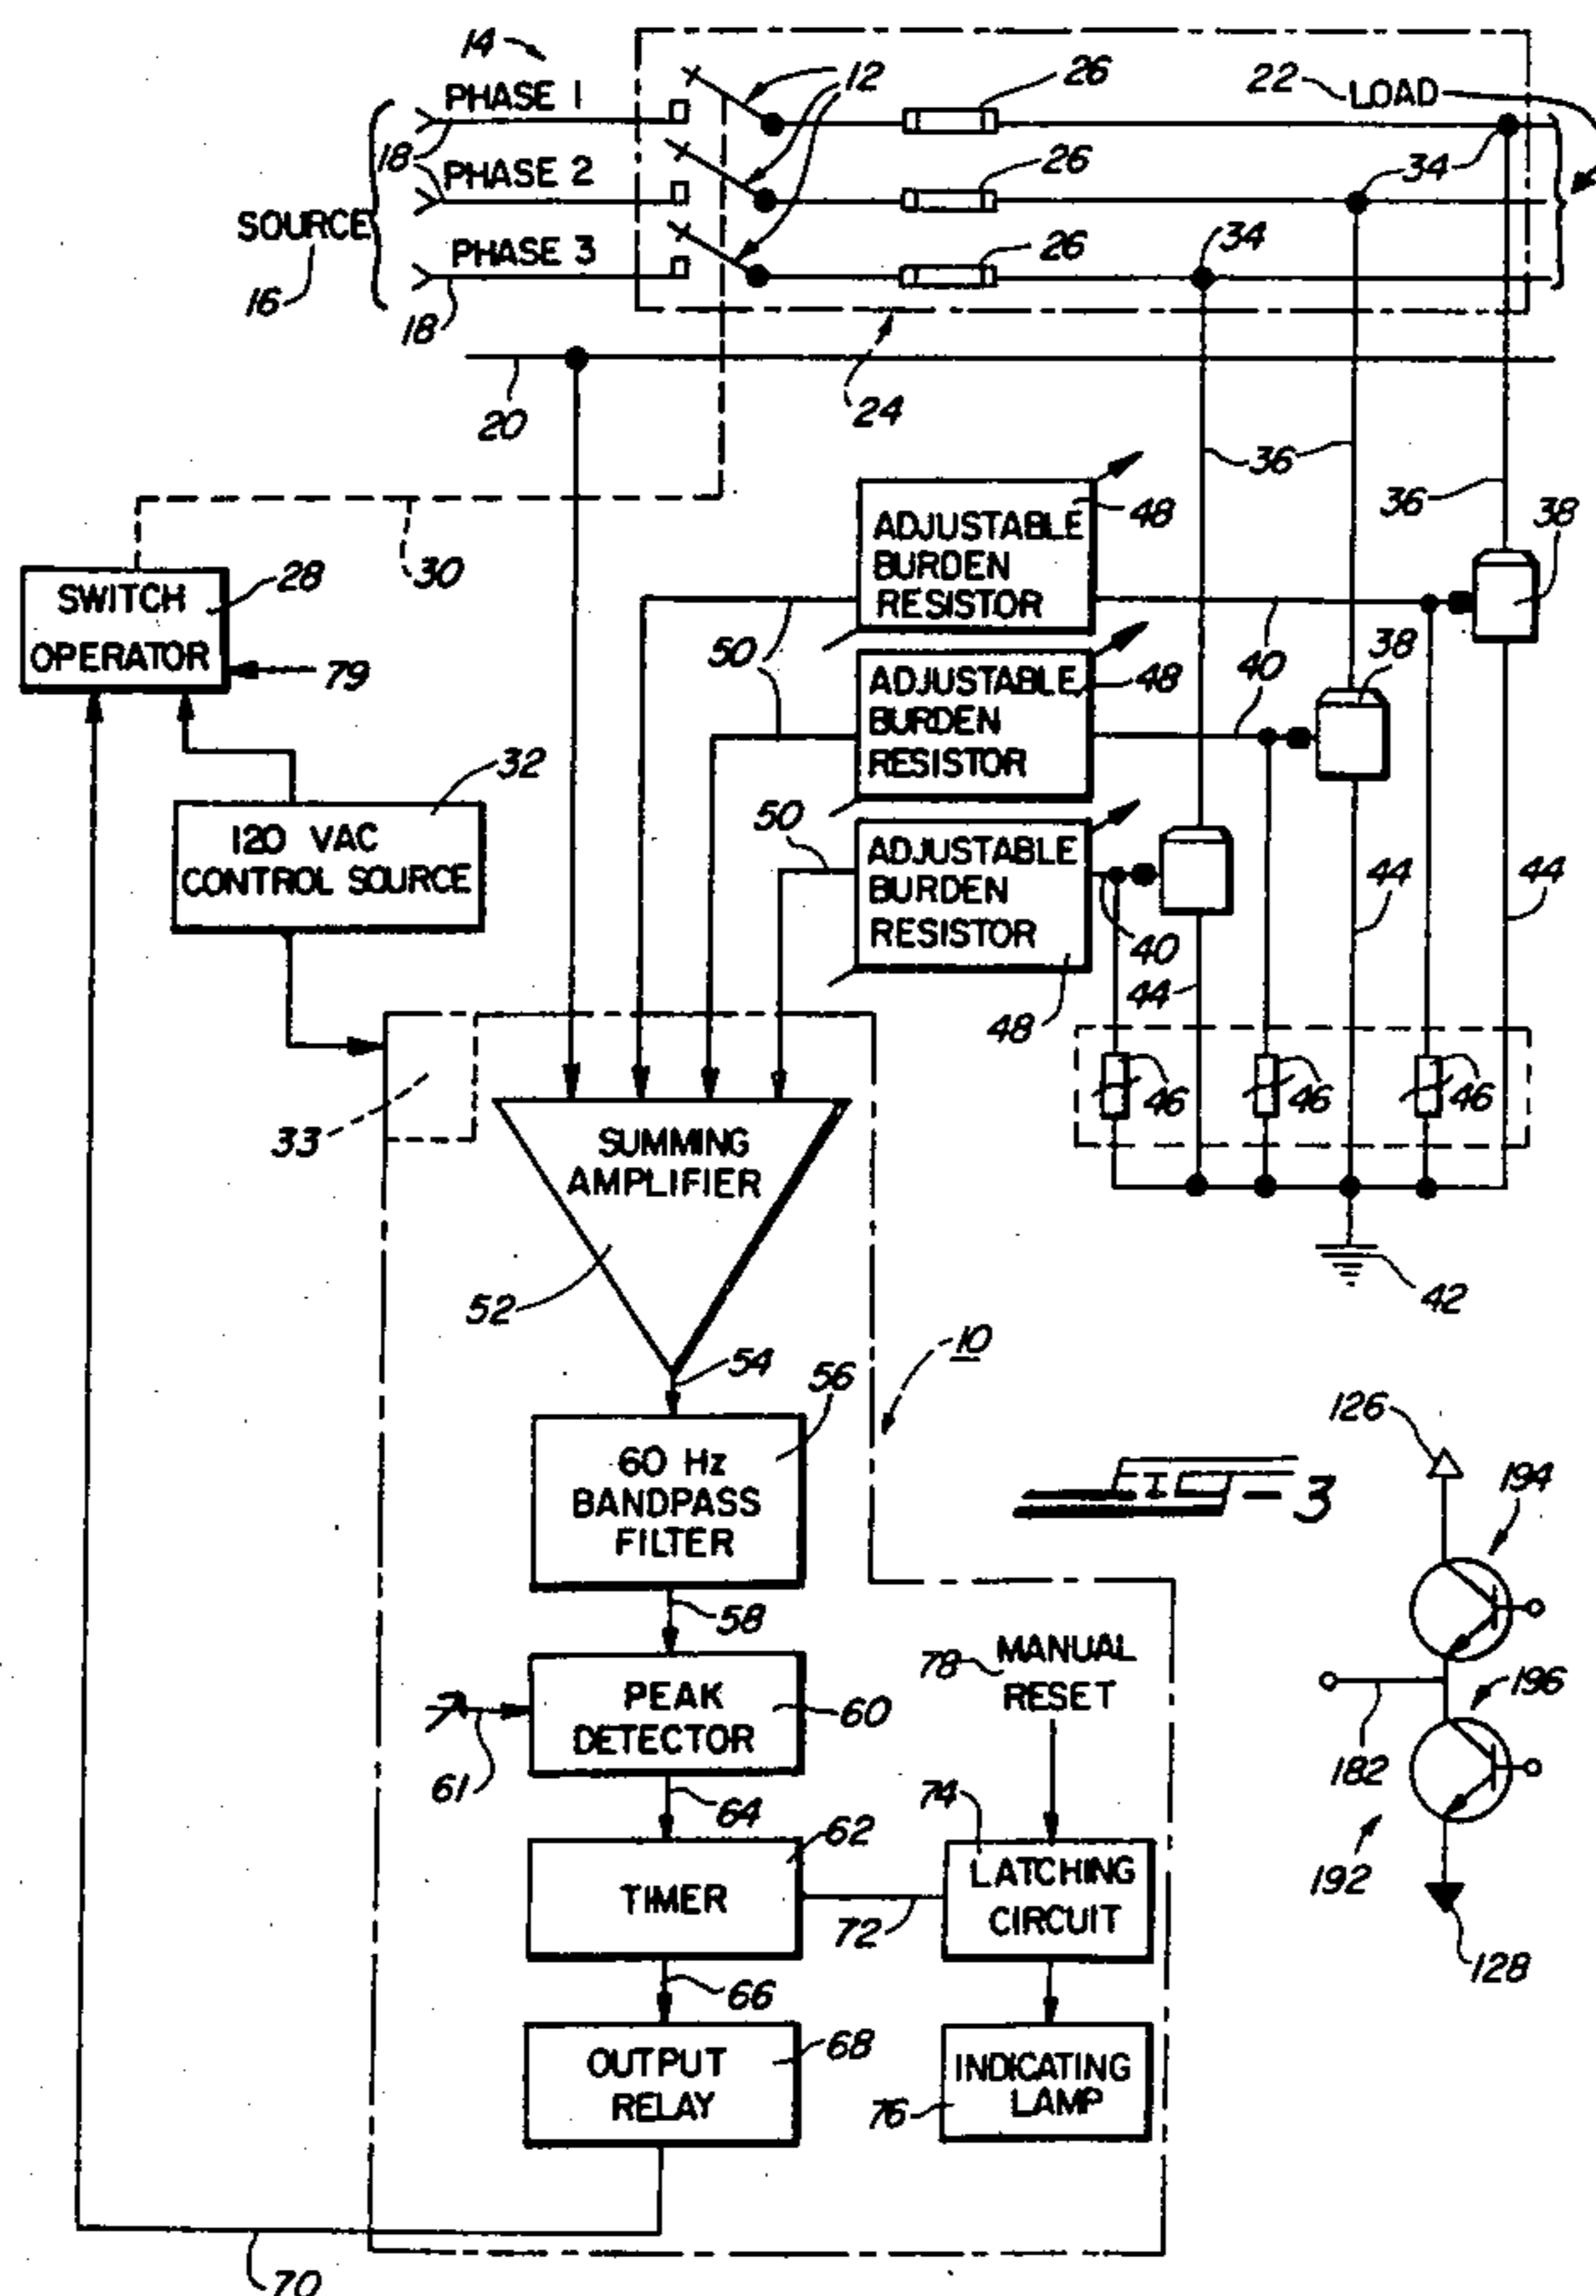 14
PHASE 1
12
26
22 LOAD
18
PHASE 2
26
34
SOURCE
PHASE 3
26
34
16
18
20
24
36
36
38
ADJUSTABLE
BURDEN
RESISTOR
48
30
SWITCH
OPERATOR
28
79
50
40
38
ADJUSTABLE
BURDEN
RESISTOR
48
40
32
120 VAC
CONTROL SOURCE
50
ADJUSTABLE
BURDEN
RESISTOR
48
40
44
44
44
33
46
46
46
SUMMING
AMPLIFIER
52
42
54
10
56
60 Hz
BANDPASS
FILTER
58
FIG-3
126
194
PEAK
DETECTOR
60
61
78
MANUAL
RESET
196
182
64
62
TIMER
72
74
LATCHING
CIRCUIT
192
128
66
OUTPUT
RELAY
68
INDICATING
LAMP
76
70